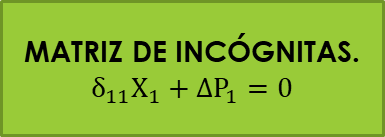 MATRIZ DE INCÓGNITAS.
δ₁₁X₁ + ΔP₁ = 0